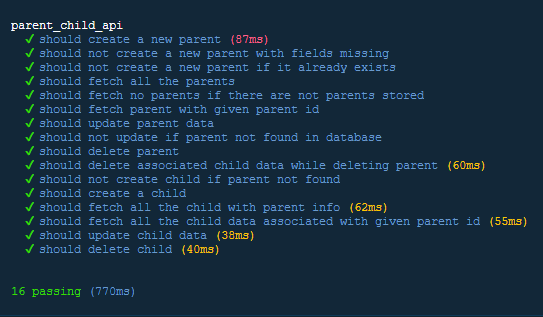 parent_child_api
✓ should create a new parent (87ms)
✓ should not create a new parent with fields missing
✓ should not create a new parent if it already exists
✓ should fetch all the parents
✓ should fetch no parents if there are not parents stored
✓ should fetch parent with given parent id
✓ should update parent data
✓ should not update if parent not found in database
✓ should delete parent
✓ should delete associated child data while deleting parent (60ms)
✓ should not create child if parent not found
✓ should create a child
✓ should fetch all the child with parent info (62ms)
✓ should fetch all the child data associated with given parent id (55ms)
✓ should update child data (38ms)
✓ should delete child (40ms)
16 passing (770ms)